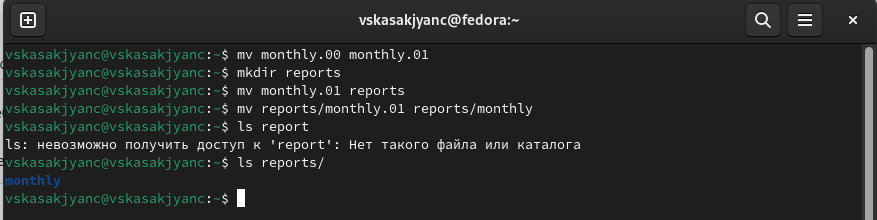 vskasakjyanc@fedora:~
vskasakjyanc@vskasakjyanc:~$ mv monthly.00 monthly.01
vskasakjyanc@vskasakjyanc:~$ mkdir reports
vskasakjyanc@vskasakjyanc:~$ mv monthly.01 reports
vskasakjyanc@vskasakjyanc:~$ mv reports/monthly.01 reports/monthly
vskasakjyanc@vskasakjyanc:~$ ls report
ls: невозможно получить доступ к 'report': Нет такого файла или каталога
vskasakjyanc@vskasakjyanc:~$ ls reports/
monthly
vskasakjyanc@vskasakjyanc:~$